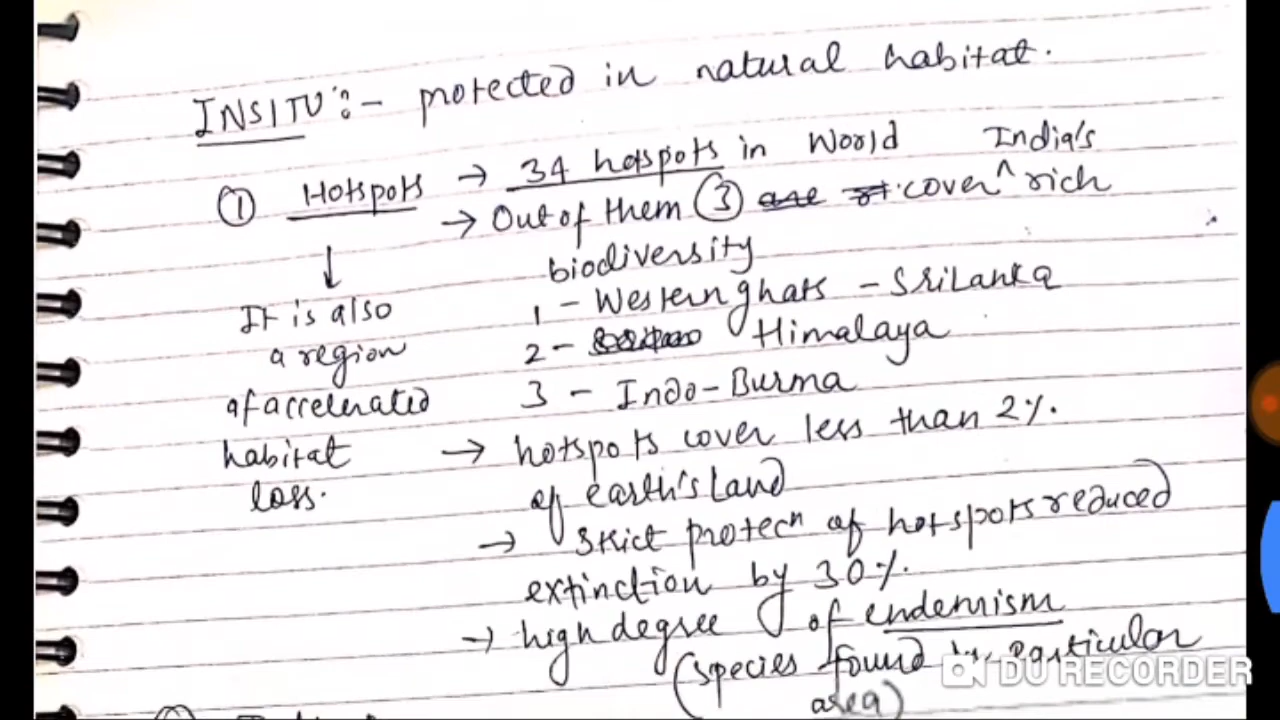 INSITU :- protected in natural habitat.
① Hotspots → 34 hotspots in World India's
→ Out of them ③ are cover ^ rich
biodiversity
↓
It is also
a region
of accelerated
habitat
loss.
1 - Western ghats - SriLanka
2 - Himalaya
3 - Indo-Burma
→ hotspots cover less than 2%.
of earth's Land
→ Strict protecⁿ of hotspots reduced
extinction by 30%.
→ high degree of endemism
(species found in particular
area)
DU RECORDER